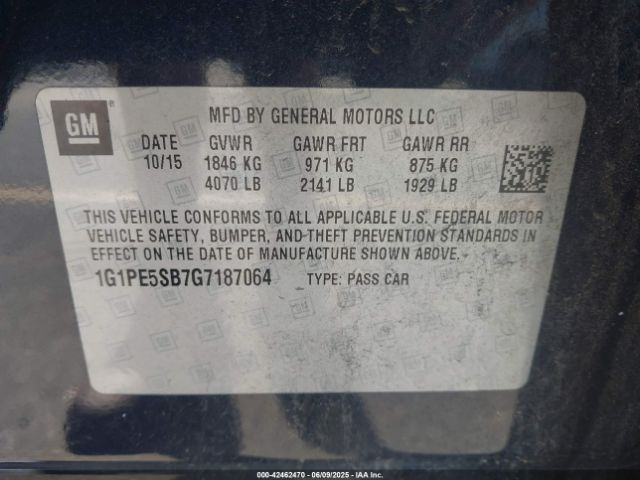 GM
MFD BY GENERAL MOTORS LLC
DATE GVWR GAWR FRT GAWR RR
10/15 1846 KG 971 KG 875 KG
4070 LB 2141 LB 1929 LB
THIS VEHICLE CONFORMS TO ALL APPLICABLE U.S. FEDERAL MOTOR
VEHICLE SAFETY, BUMPER, AND THEFT PREVENTION STANDARDS IN
EFFECT ON THE DATE OF MANUFACTURE SHOWN ABOVE.
1G1PE5SB7G7187064 TYPE: PASS CAR
000-42462470 - 06/09/2025 - IAAI, Inc.